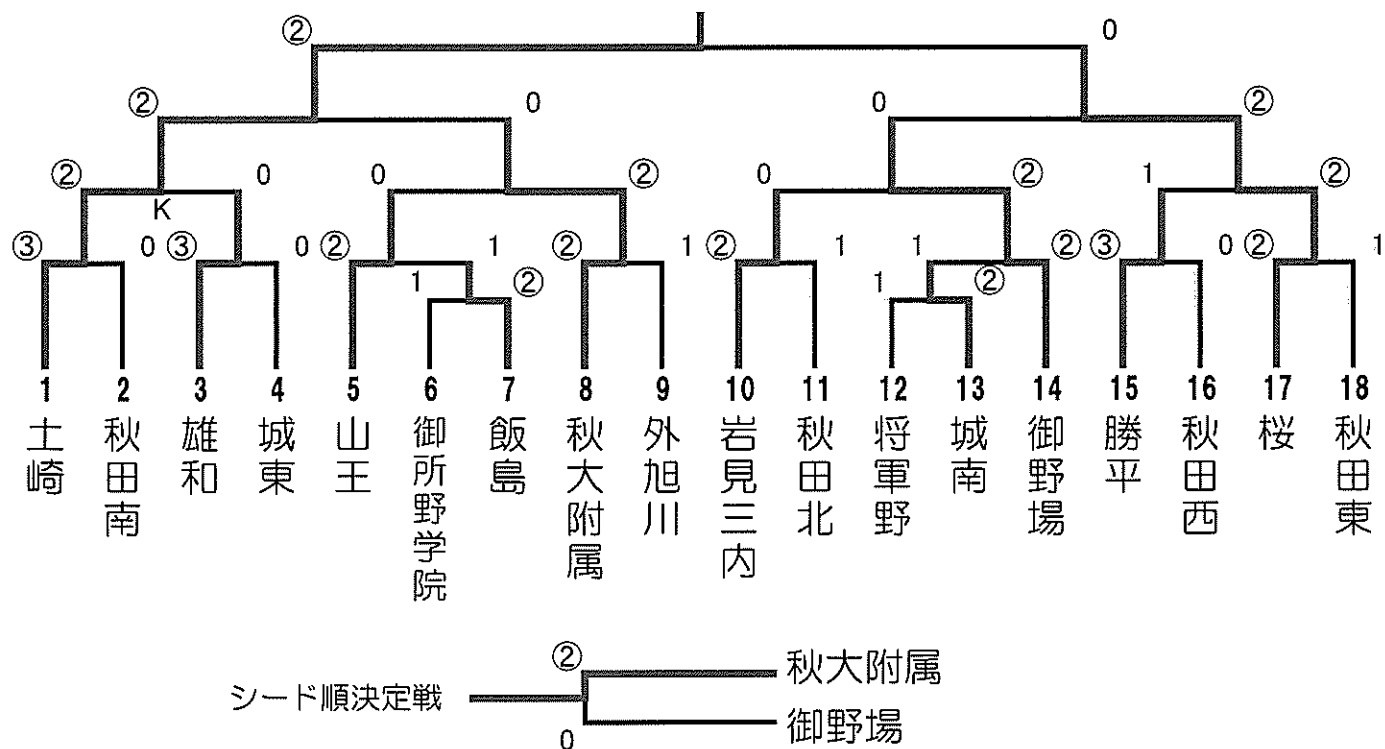 ② 0
② 0 0 ②
② 0 0 ② 0 ② 1 ②
K
③ 0 ③ 0 ② 1 ② 1 ② 1 1 ② ③ 0 ② 1
1 ② 1 ②
1 2 3 4 5 6 7 8 9 10 11 12 13 14 15 16 17 18
土崎
秋田南
雄和
城東
山王
御所野学院
飯島
秋大附属
外旭川
岩見三内
秋田北
将軍野
城南
御野場
勝平
秋田西
桜
秋田東
② 秋大附属
シード順決定戦
0 御野場